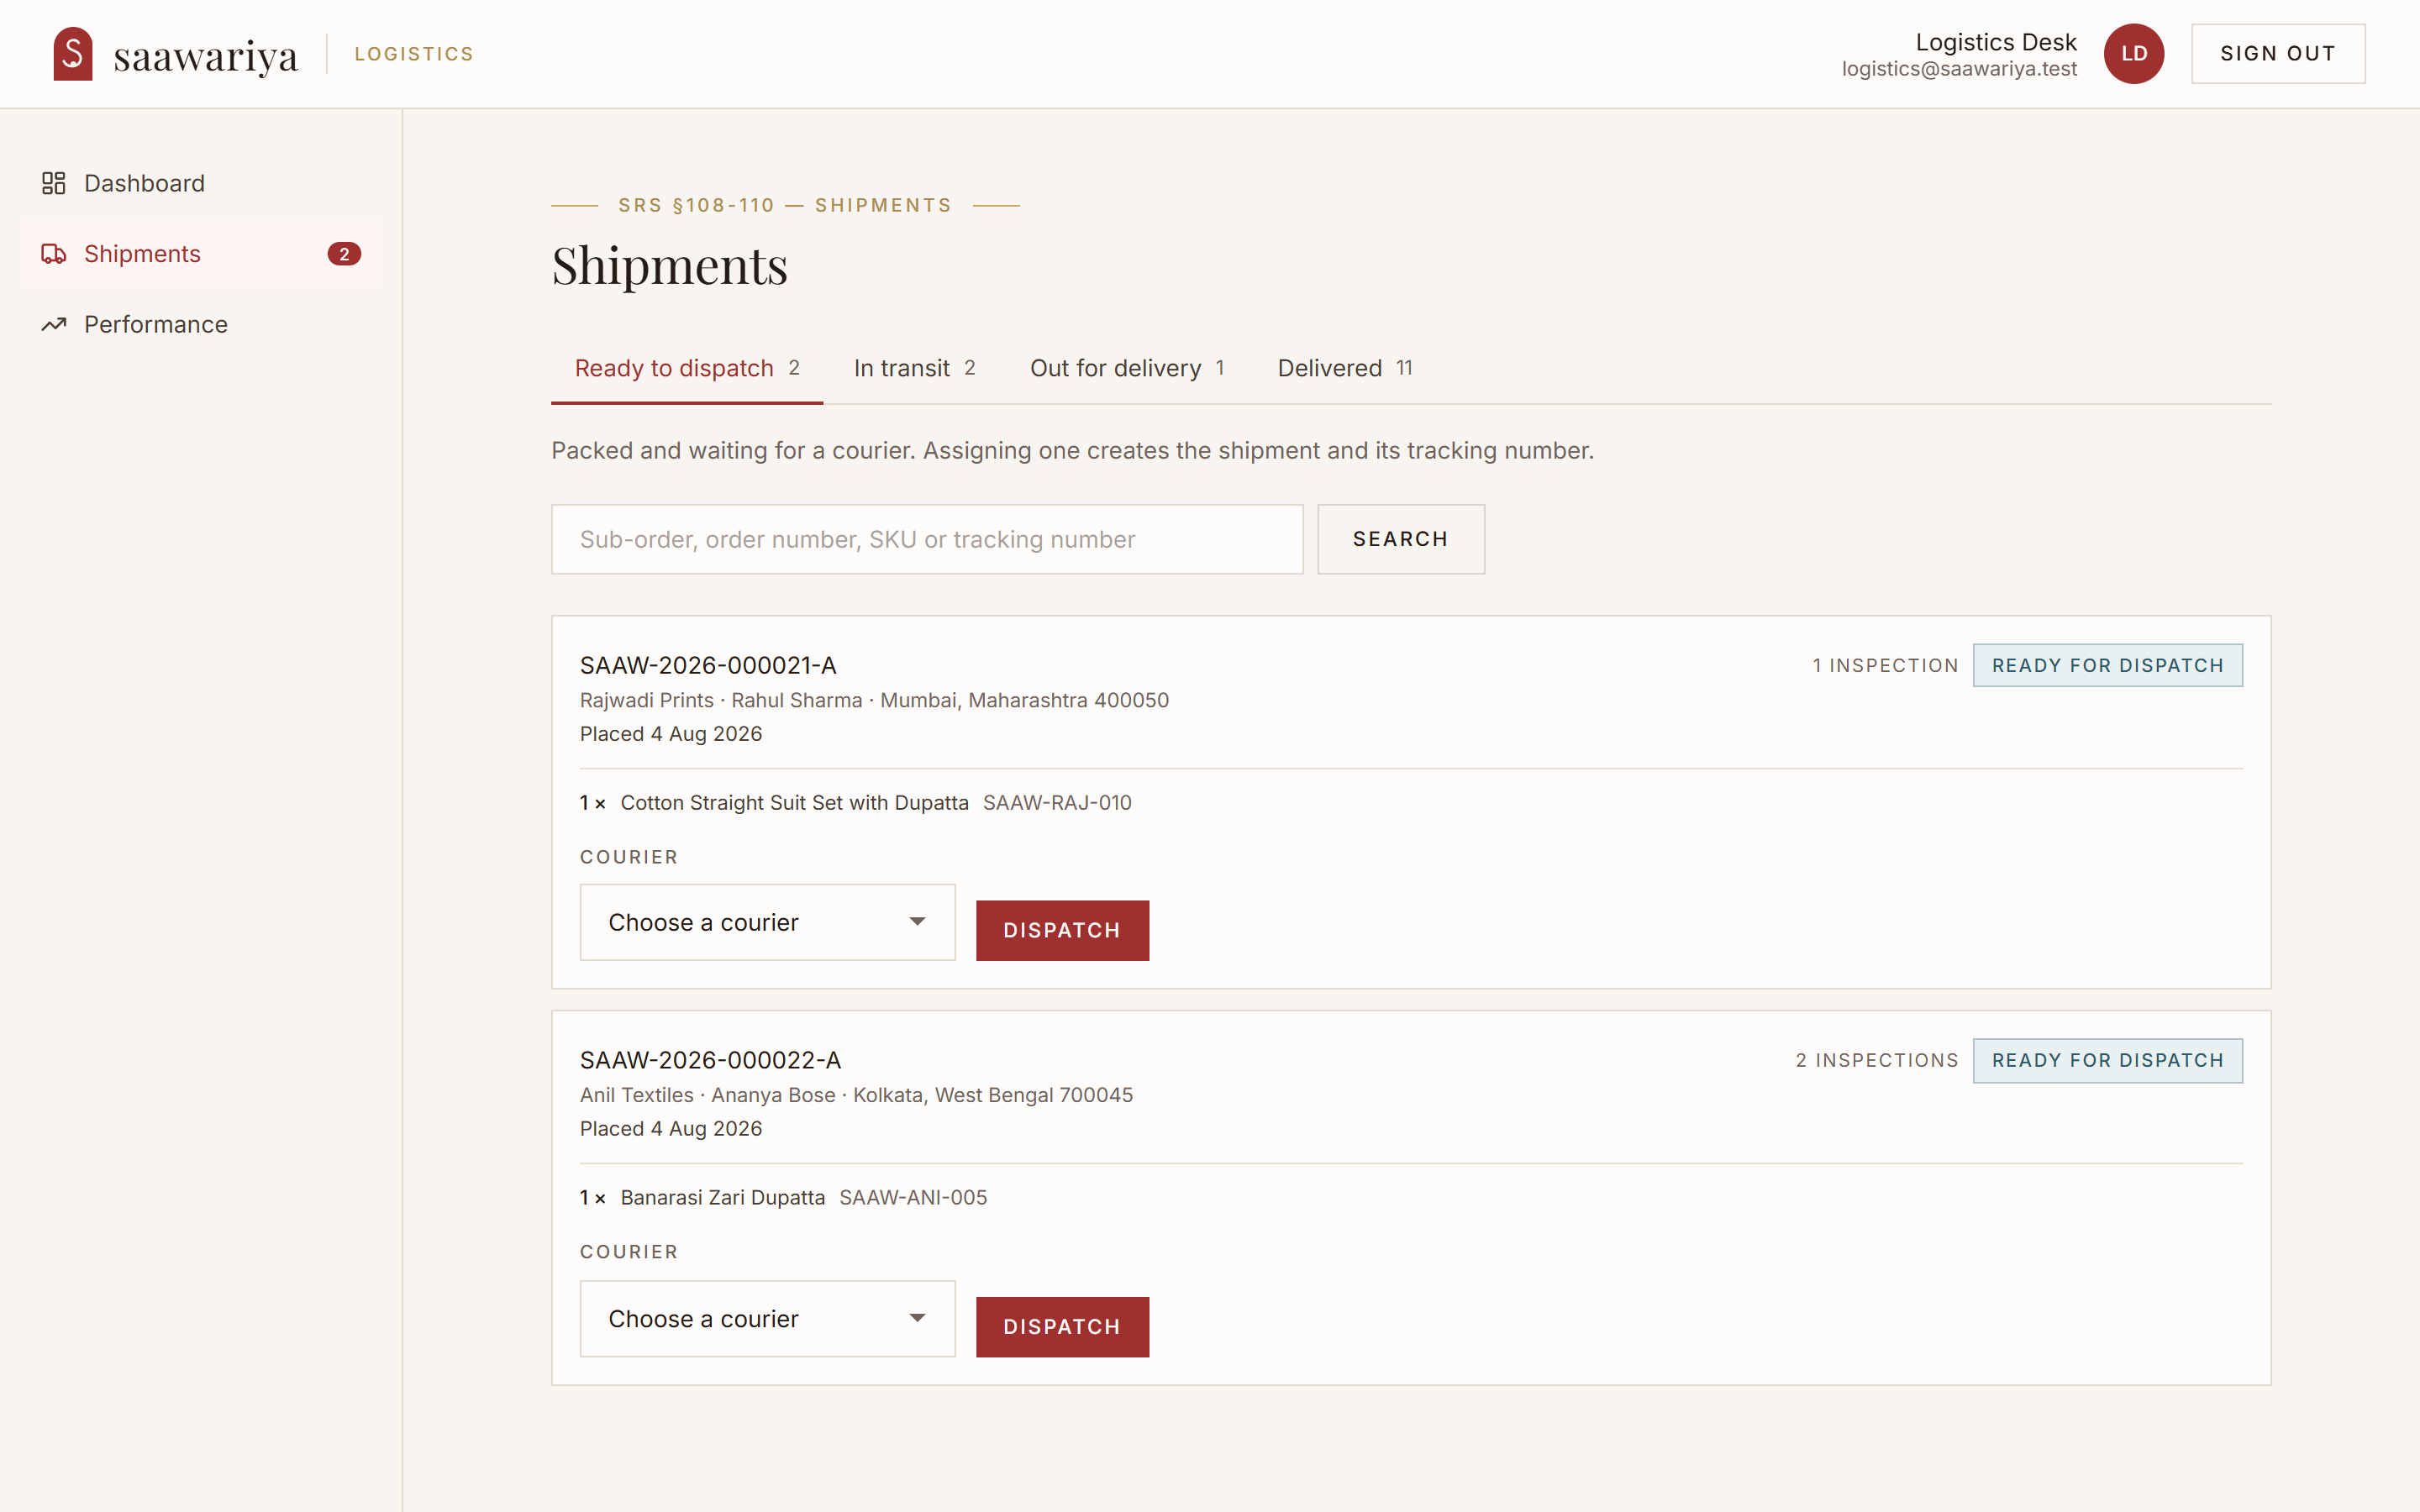 saawariya
LOGISTICS
Logistics Desk
logistics@saawariya.test
LD
SIGN OUT
Dashboard
Shipments 2
Performance
SRS §108-110 — SHIPMENTS
Shipments
Ready to dispatch 2 In transit 2 Out for delivery 1 Delivered 11
Packed and waiting for a courier. Assigning one creates the shipment and its tracking number.
Sub-order, order number, SKU or tracking number SEARCH
SAAW-2026-000021-A 1 INSPECTION READY FOR DISPATCH
Rajwadi Prints · Rahul Sharma · Mumbai, Maharashtra 400050
Placed 4 Aug 2026
1 × Cotton Straight Suit Set with Dupatta SAAW-RAJ-010
COURIER
Choose a courier DISPATCH
SAAW-2026-000022-A 2 INSPECTIONS READY FOR DISPATCH
Anil Textiles · Ananya Bose · Kolkata, West Bengal 700045
Placed 4 Aug 2026
1 × Banarasi Zari Dupatta SAAW-ANI-005
COURIER
Choose a courier DISPATCH